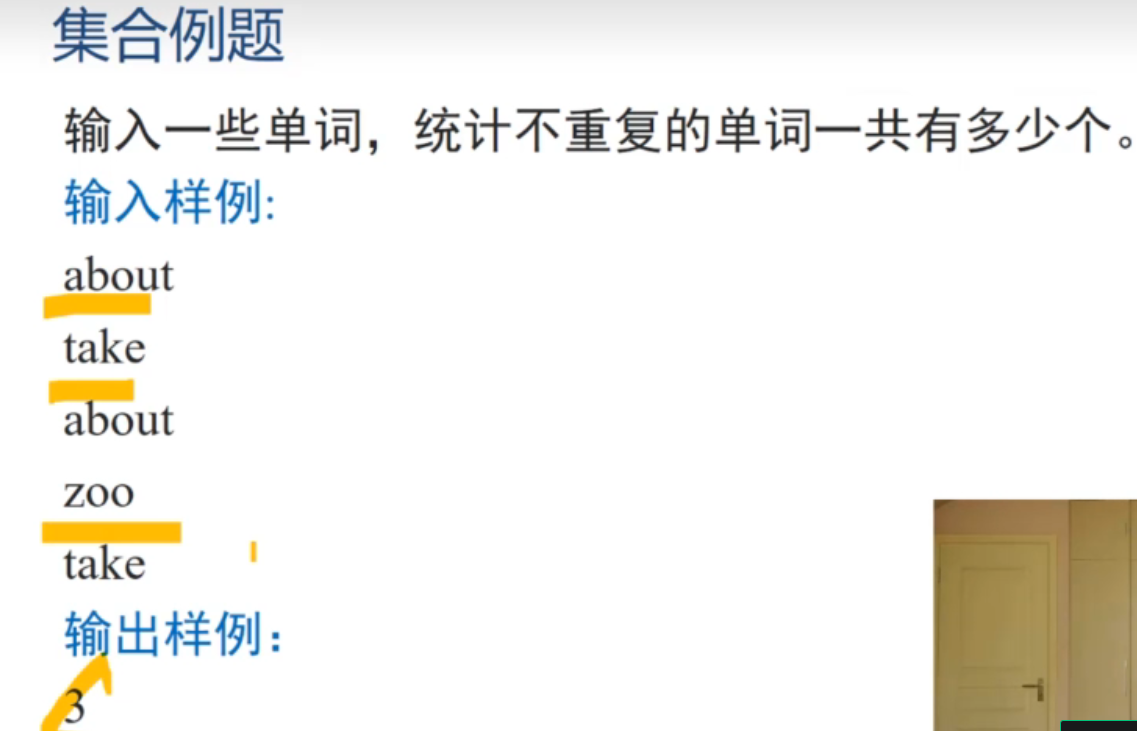 集合例题
输入一些单词，统计不重复的单词一共有多少个。
输入样例:
about
take
about
zoo
take
输出样例：
3